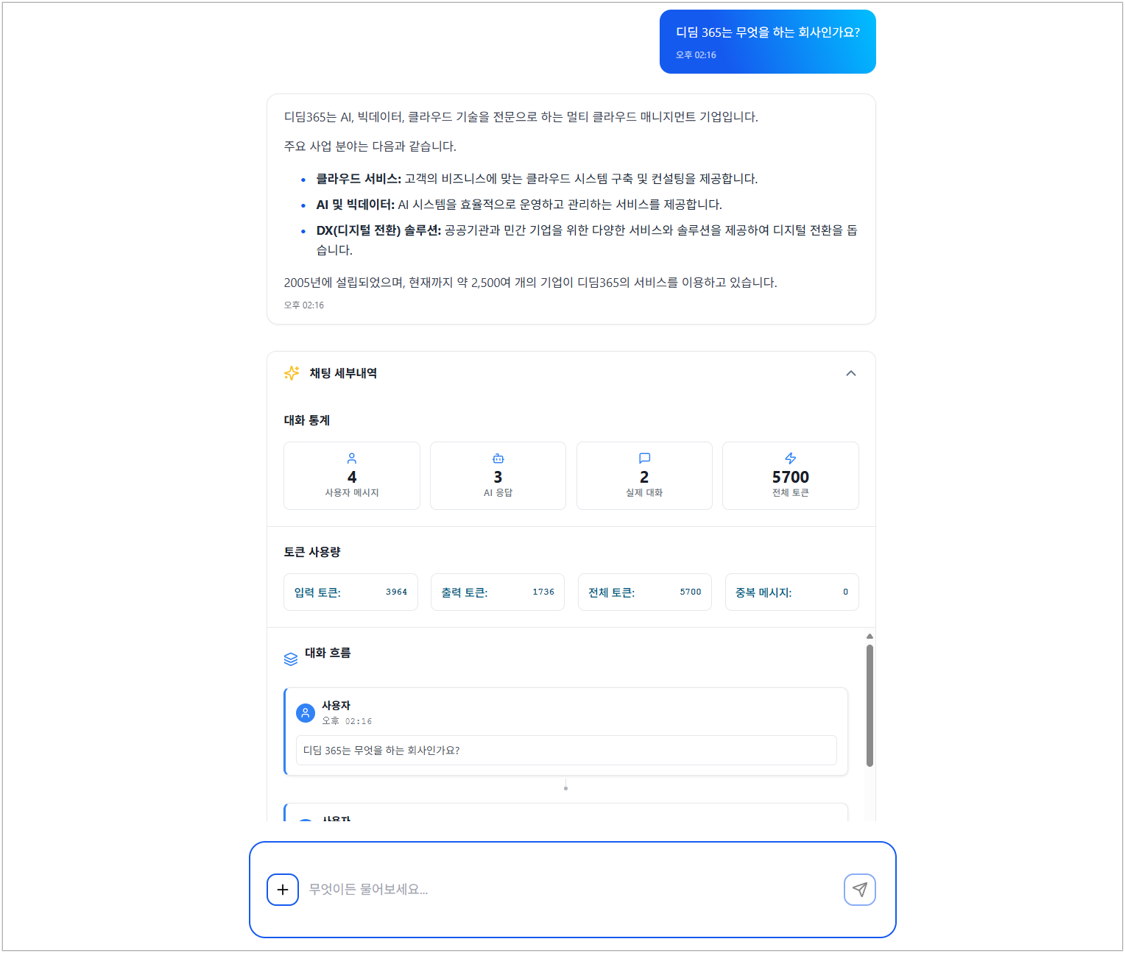 디딤 365는 무엇을 하는 회사인가요?
오후 02:16
디딤365는 AI, 빅데이터, 클라우드 기술을 전문으로 하는 멀티 클라우드 매니지먼트 기업입니다.
주요 사업 분야는 다음과 같습니다.
클라우드 서비스: 고객의 비즈니스에 맞는 클라우드 시스템 구축 및 컨설팅을 제공합니다.
AI 및 빅데이터: AI 시스템을 효율적으로 운영하고 관리하는 서비스를 제공합니다.
DX(디지털 전환) 솔루션: 공공기관과 민간 기업을 위한 다양한 서비스와 솔루션을 제공하여 디지털 전환을 돕
습니다.
2005년에 설립되었으며, 현재까지 약 2,500여 개의 기업이 디딤365의 서비스를 이용하고 있습니다.
오후 02:16
채팅 세부내역
대화 통계
4
사용자 메시지
3
AI 응답
2
실제 대화
5700
전체 토큰
토큰 사용량
입력 토큰: 3964
출력 토큰: 1736
전체 토큰: 5700
중복 메시지: 0
대화 흐름
사용자
오후 02:16
디딤 365는 무엇을 하는 회사인가요?
사용자
무엇이든 물어보세요...